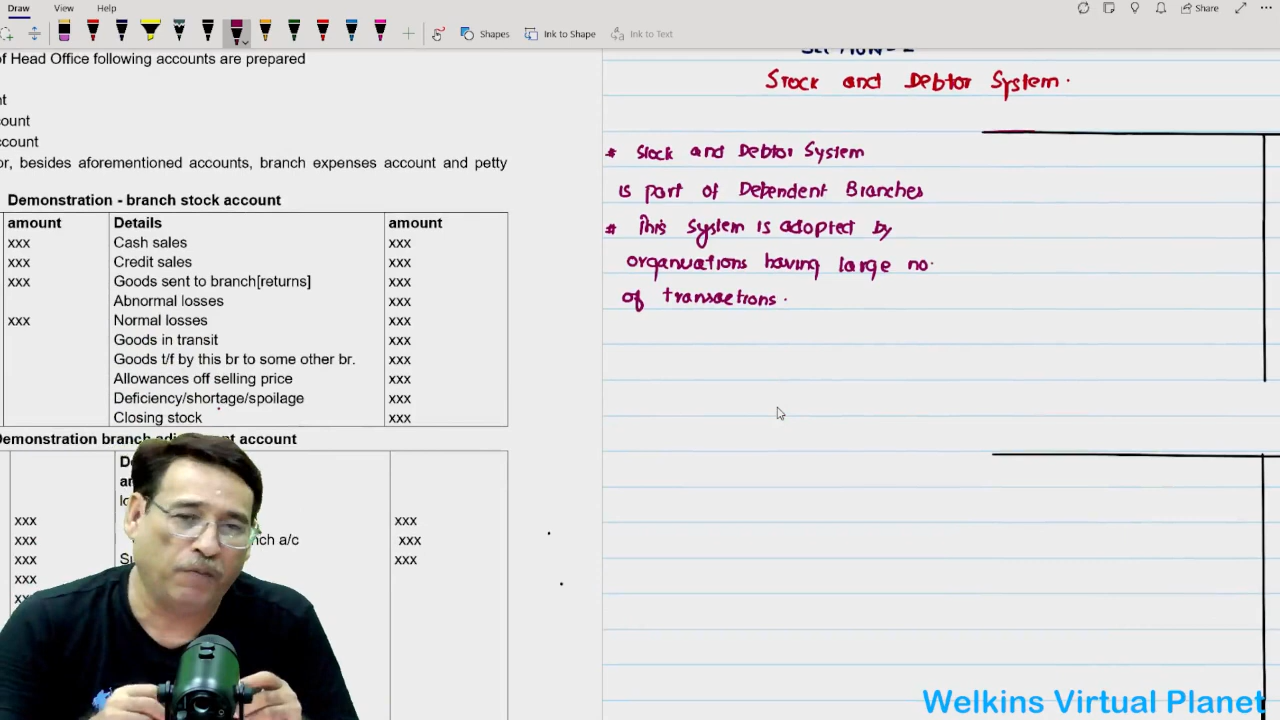 Draw View Help Share
Shapes Ink to Shape Ink to Text
of Head Office following accounts are prepared
nt
count
ccount
or, besides aforementioned accounts, branch expenses account and petty
Demonstration - branch stock account
amount Details amount
xxx Cash sales xxx
xxx Credit sales xxx
xxx Goods sent to branch[returns] xxx
Abnormal losses xxx
xxx Normal losses xxx
Goods in transit xxx
Goods t/f by this br to some other br. xxx
Allowances off selling price xxx
Deficiency/shortage/spoilage xxx
Closing stock xxx
Demonstration branch account
xxx xxx
xxx nch a/c xxx
xxx xxx
xxx
Stock and Debtor System.
* Stock and Debtor System
is part of Dependent Branches
* This system is adopted by
organisations having large no.
of transactions.
Welkins Virtual Planet